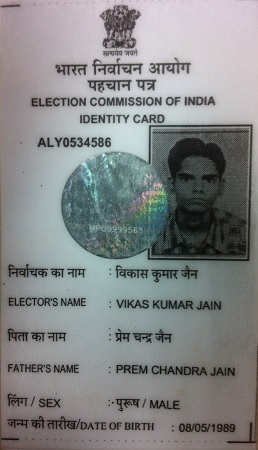 सत्यमेव जयते
भारत निर्वाचन आयोग
पहचान पत्र
ELECTION COMMISSION OF INDIA
IDENTITY CARD
ALY0534586
निर्वाचक का नाम : विकास कुमार जैन
ELECTOR'S NAME : VIKAS KUMAR JAIN
पिता का नाम : प्रेम चन्द्र जैन
FATHER'S NAME : PREM CHANDRA JAIN
लिंग / SEX : पुरूष / MALE
जन्म की तारीख/DATE OF BIRTH : 08/05/1989